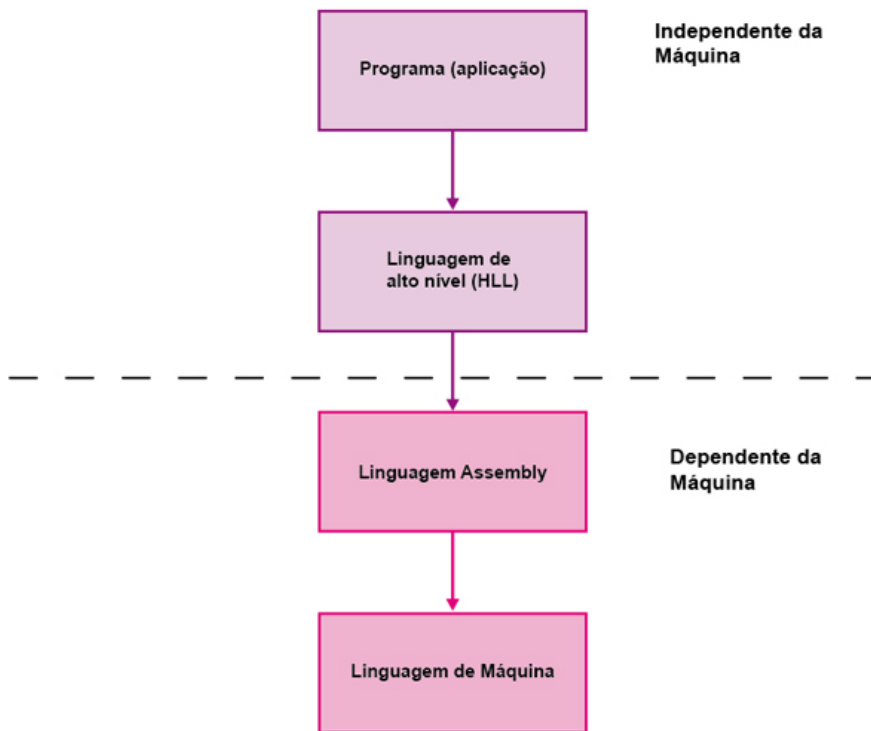 Independente da
Máquina
Programa (aplicação)
Linguagem de
alto nível (HLL)
Linguagem Assembly
Dependente da
Máquina
Linguagem de Máquina